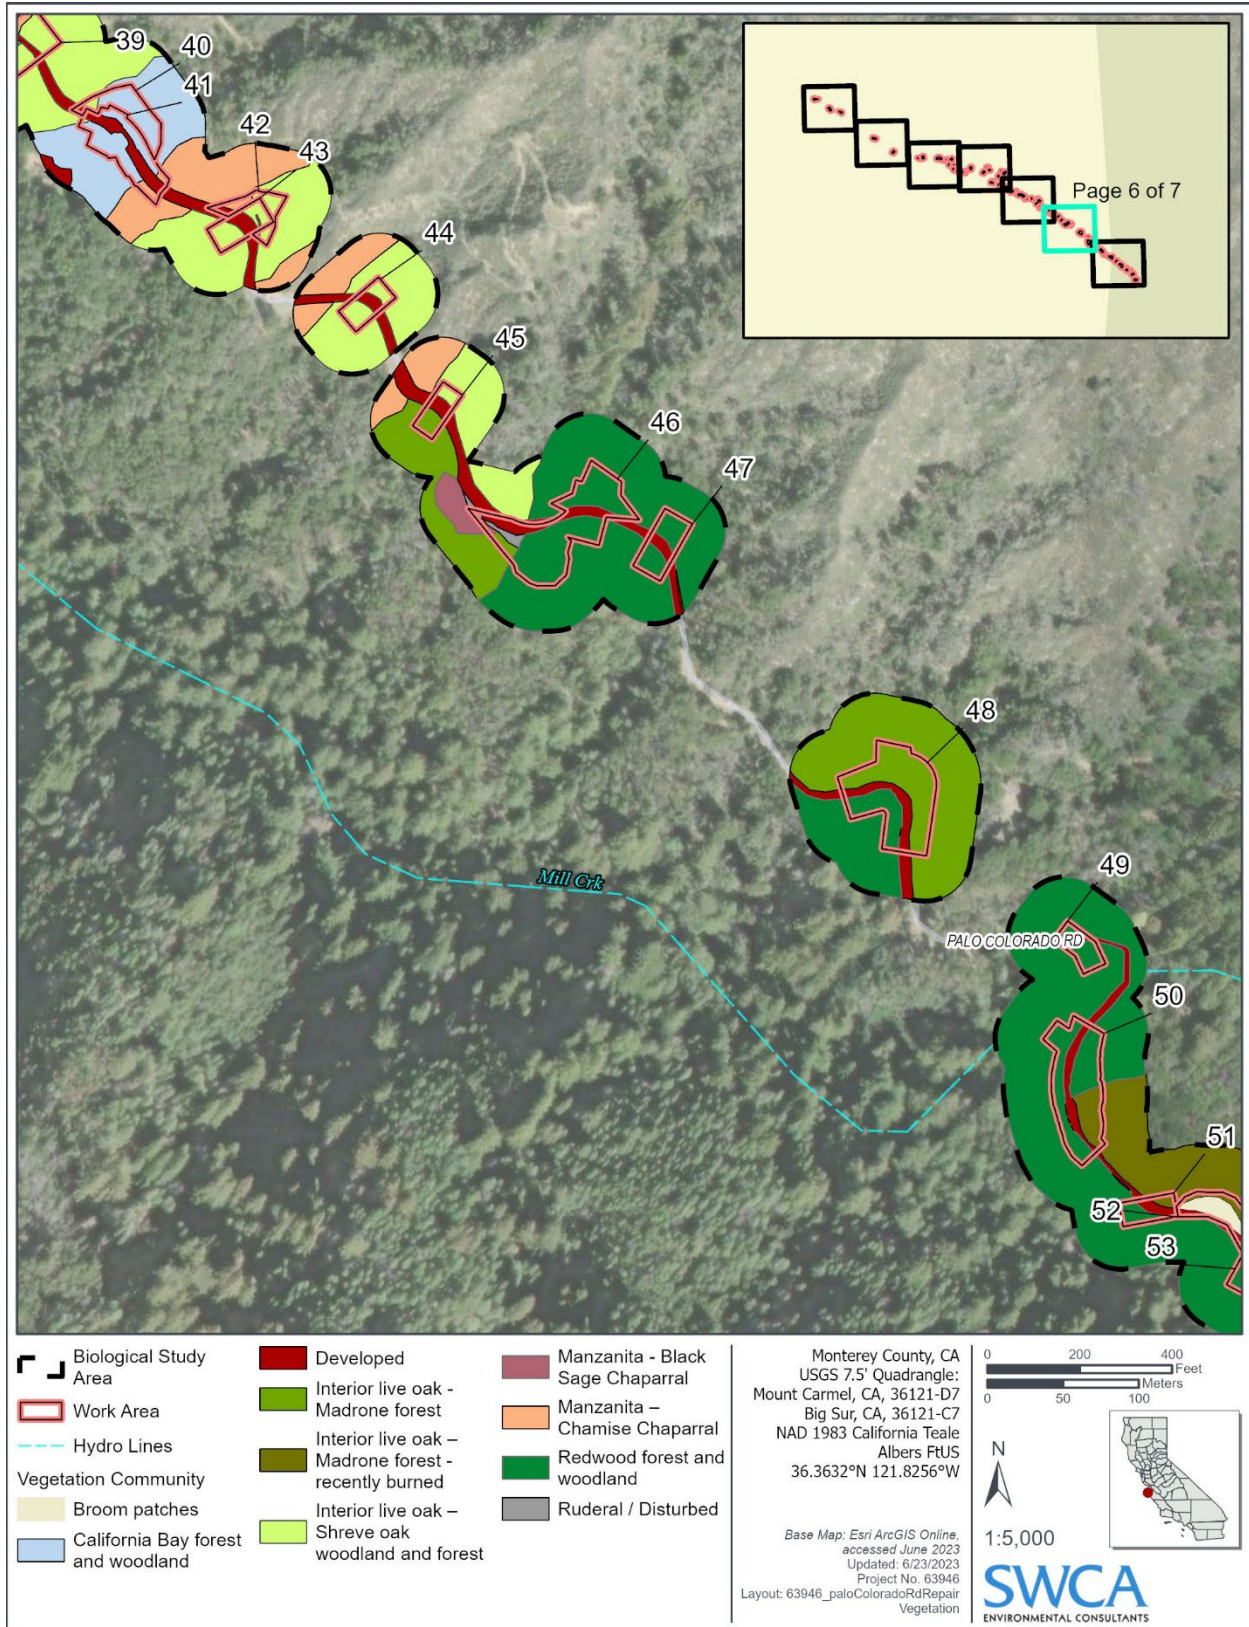 39
40
41
42
43
44
45
46
47
48
49
50
51
52
53
Page 6 of 7
Mill Crk
PALO COLORADO RD
Biological Study
Area
Work Area
Hydro Lines
Vegetation Community
Broom patches
California Bay forest
and woodland
Developed
Interior live oak -
Madrone forest
Interior live oak –
Madrone forest -
recently burned
Interior live oak –
Shreve oak
woodland and forest
Manzanita - Black
Sage Chaparral
Manzanita –
Chamise Chaparral
Redwood forest and
woodland
Ruderal / Disturbed
Monterey County, CA
USGS 7.5' Quadrangle:
Mount Carmel, CA, 36121-D7
Big Sur, CA, 36121-C7
NAD 1983 California Teale
Albers FtUS
36.3632°N 121.8256°W
Base Map: Esri ArcGIS Online,
accessed June 2023
Updated: 6/23/2023
Project No. 63946
Layout: 63946_paloColoradoRdRepair
Vegetation
0 200 400
Feet
Meters
0 50 100
N
1:5,000
SWCA
ENVIRONMENTAL CONSULTANTS